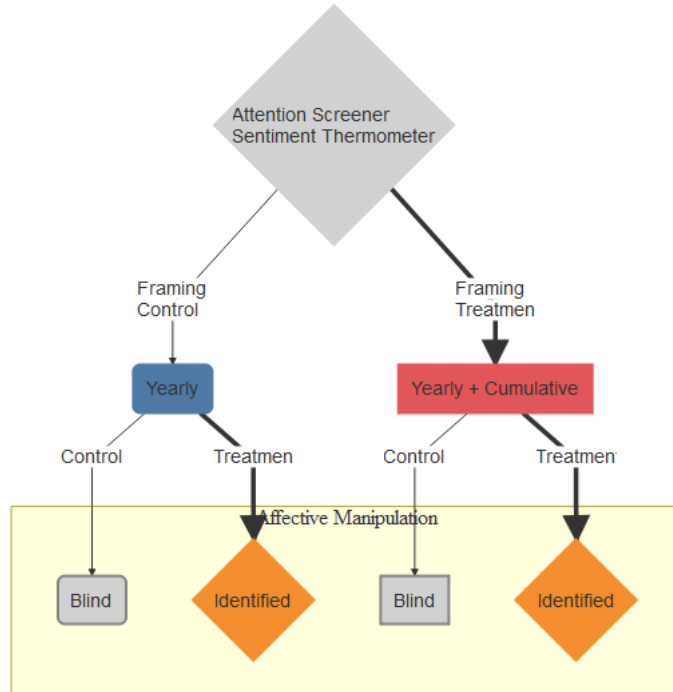 Attention Screener
Sentiment Thermometer
Framing
Control
Framing
Treatmen
Yearly
Yearly + Cumulative
Control
Treatmen
Control
Treatment
Affective Manipulation
Blind
Identified
Blind
Identified